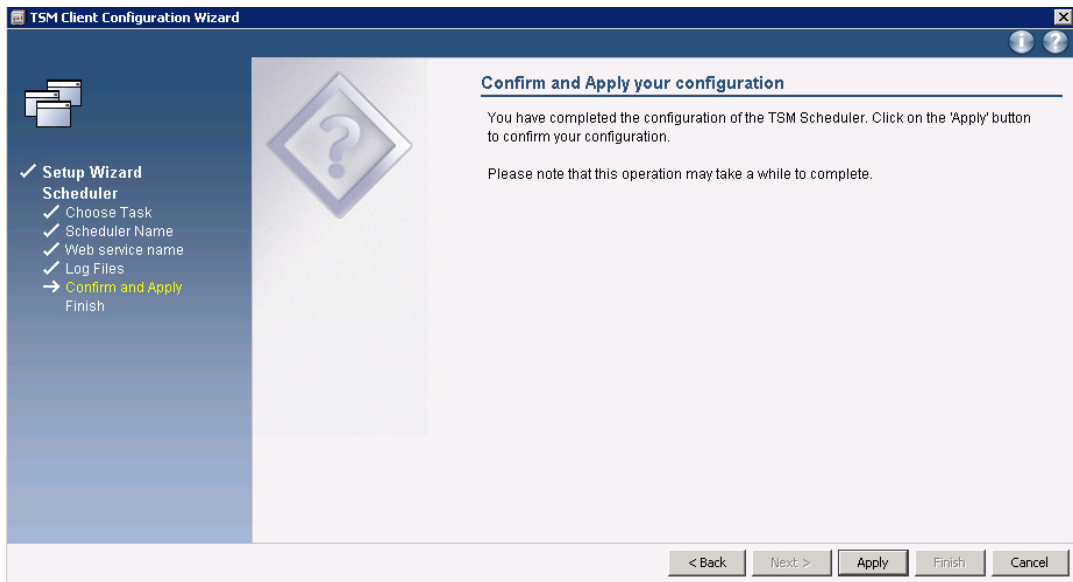 TSM Client Configuration Wizard
Setup Wizard
Scheduler
Choose Task
Scheduler Name
Web service name
Log Files
Confirm and Apply
Finish
Confirm and Apply your configuration
You have completed the configuration of the TSM Scheduler. Click on the 'Apply' button
to confirm your configuration.
Please note that this operation may take a while to complete.
< Back Next > Apply Finish Cancel